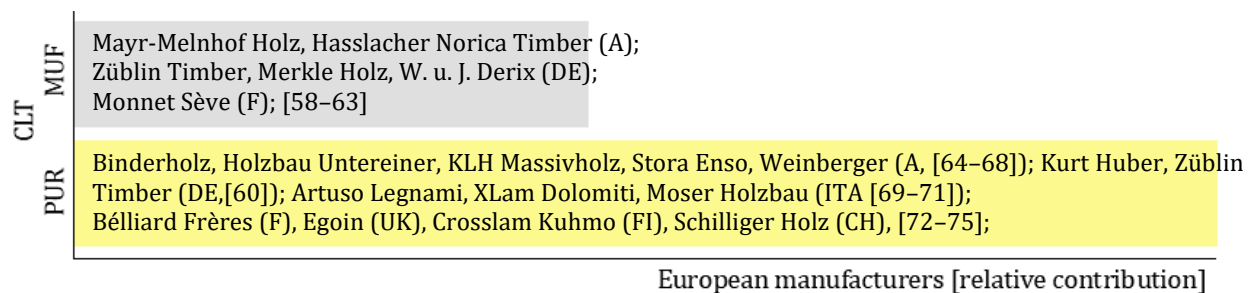 CLT
MUF
Mayr-Melnhof Holz, Hasslacher Norica Timber (A);
Züblin Timber, Merkle Holz, W. u. J. Derix (DE);
Monnet Sève (F); [58–63]
PUR
Binderholz, Holzbau Untereiner, KLH Massivholz, Stora Enso, Weinberger (A, [64–68]); Kurt Huber, Züblin
Timber (DE,[60]); Artuso Legnami, XLam Dolomiti, Moser Holzbau (ITA [69–71]);
Bélliard Frères (F), Egoin (UK), Crosslam Kuhmo (FI), Schilliger Holz (CH), [72–75];
European manufacturers [relative contribution]